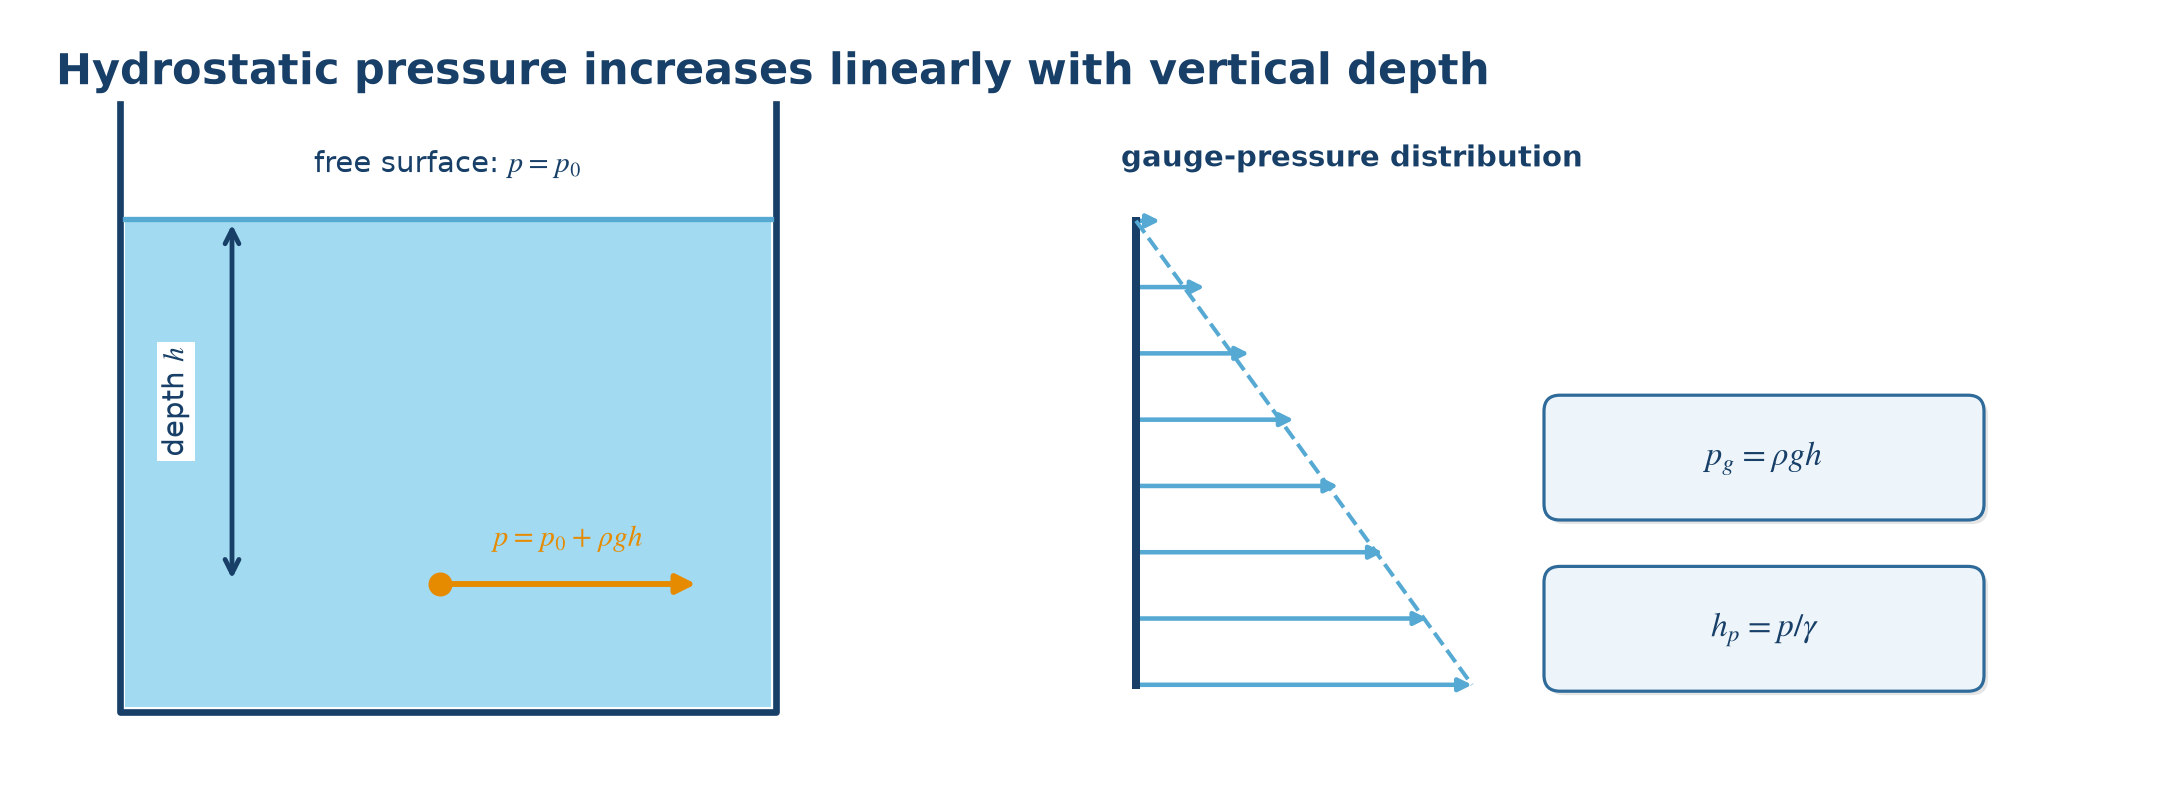 Hydrostatic pressure increases linearly with vertical depth
free surface: p = p₀
gauge-pressure distribution
depth h
p = p₀ + ρgh
p_g = ρgh
h_p = p/γ